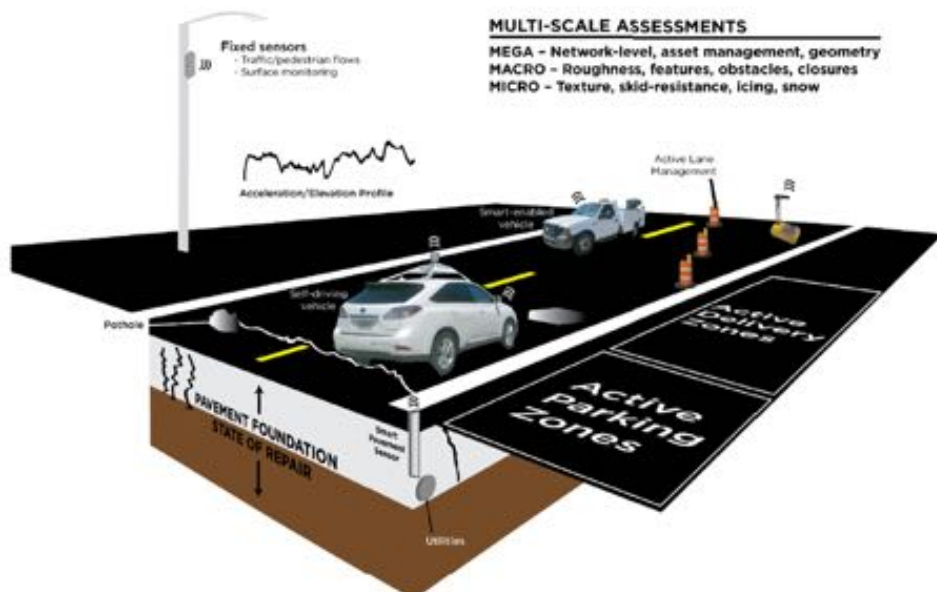 MULTI-SCALE ASSESSMENTS
MEGA – Network-level, asset management, geometry
MACRO – Roughness, features, obstacles, closures
MICRO – Texture, skid-resistance, icing, snow
Fixed sensors
- Traffic/pedestrian flows
- Surface monitoring
Acceleration/Elevation Profile
Active Lane
Management
Smart-enabled
vehicle
Self-driving
vehicle
Pothole
Active
Delivery
Zones
Active
Parking
Zones
PAVEMENT FOUNDATION
STATE OF REPAIR
Smart
Pavement
Sensor
Utilities